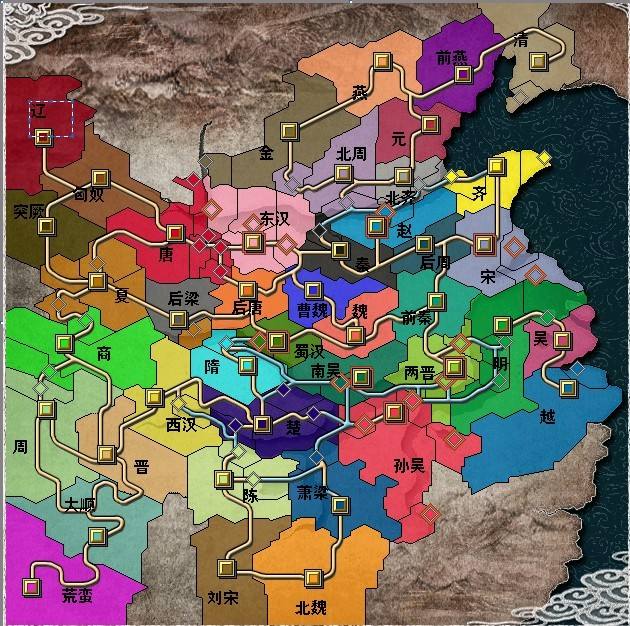 清
前燕
燕
辽
元
金
北周
匈奴
北齐
齐
突厥
东汉
赵
唐
秦
后周
宋
夏
后梁
后唐
曹魏
魏
前秦
吴
商
蜀汉
隋
南吴
两晋
明
越
西汉
楚
周
晋
孙吴
陈
萧梁
大顺
荒蛮
刘宋
北魏